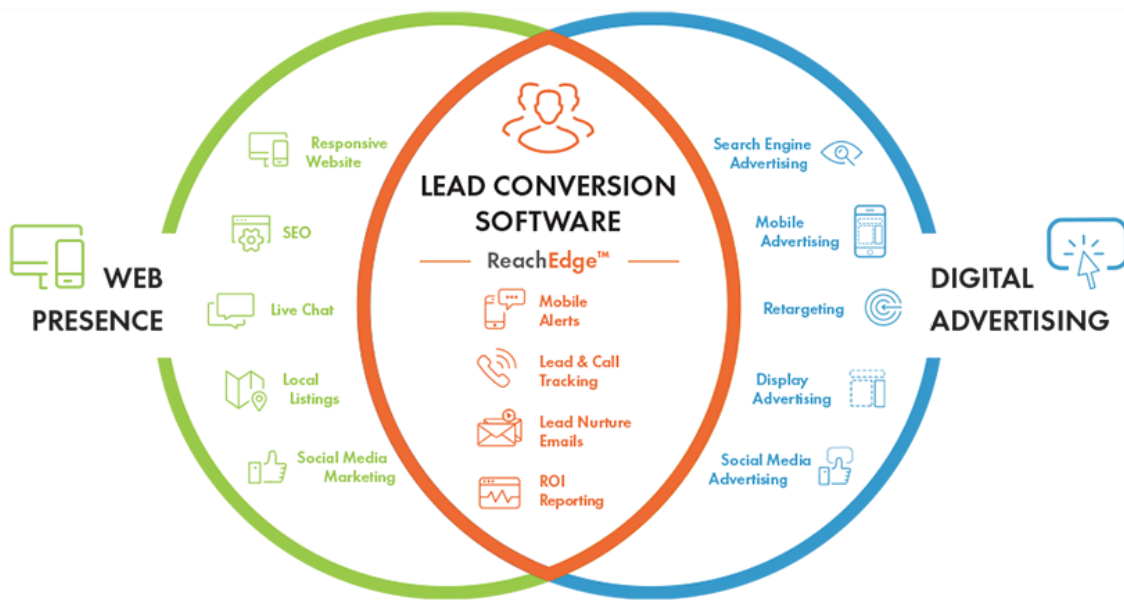 WEB
PRESENCE
Responsive
Website
SEO
Live Chat
Local
Listings
Social Media
Marketing
LEAD CONVERSION
SOFTWARE
ReachEdge™
Mobile
Alerts
Lead & Call
Tracking
Lead Nurture
Emails
ROI
Reporting
Search Engine
Advertising
Mobile
Advertising
Retargeting
Display
Advertising
Social Media
Advertising
DIGITAL
ADVERTISING